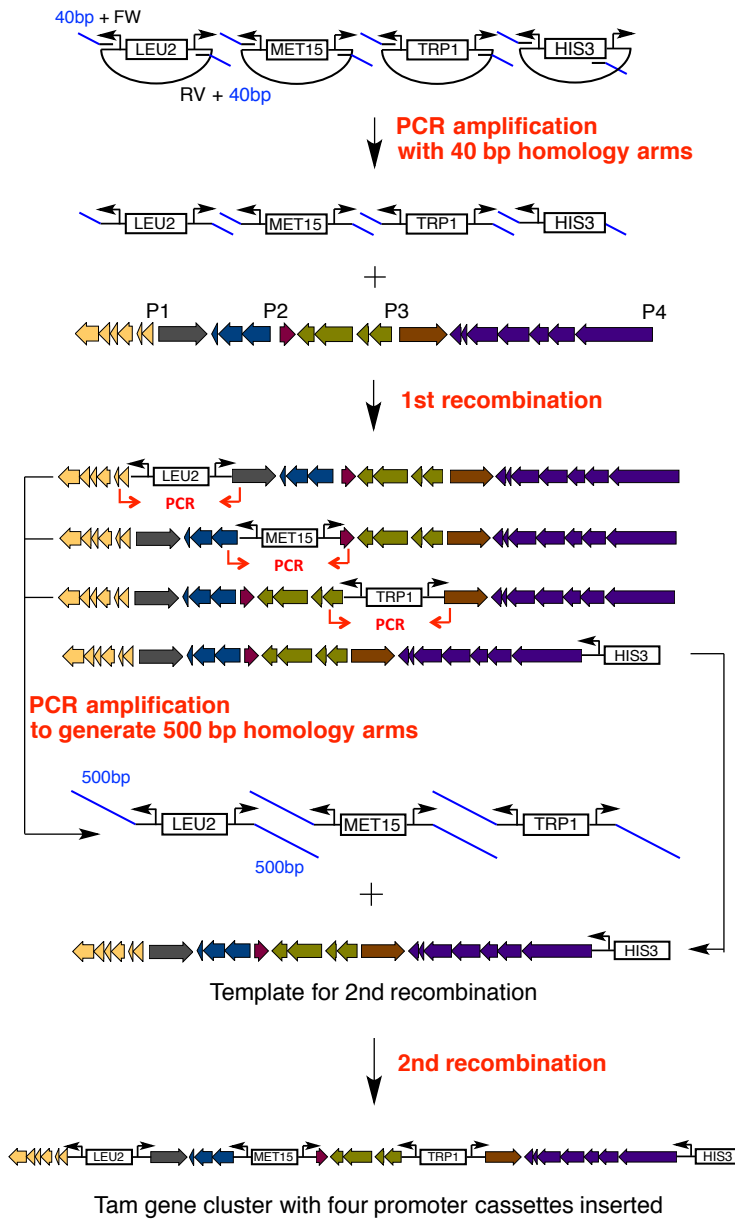 40bp + FW
LEU2 MET15 TRP1 HIS3
RV + 40bp
PCR amplification
with 40 bp homology arms
LEU2 MET15 TRP1 HIS3
+
P1 P2 P3 P4
1st recombination
LEU2
PCR
MET15
PCR
TRP1
PCR
HIS3
PCR amplification
to generate 500 bp homology arms
500bp
LEU2 MET15 TRP1
500bp
+
HIS3
Template for 2nd recombination
2nd recombination
LEU2 MET15 TRP1 HIS3
Tam gene cluster with four promoter cassettes inserted